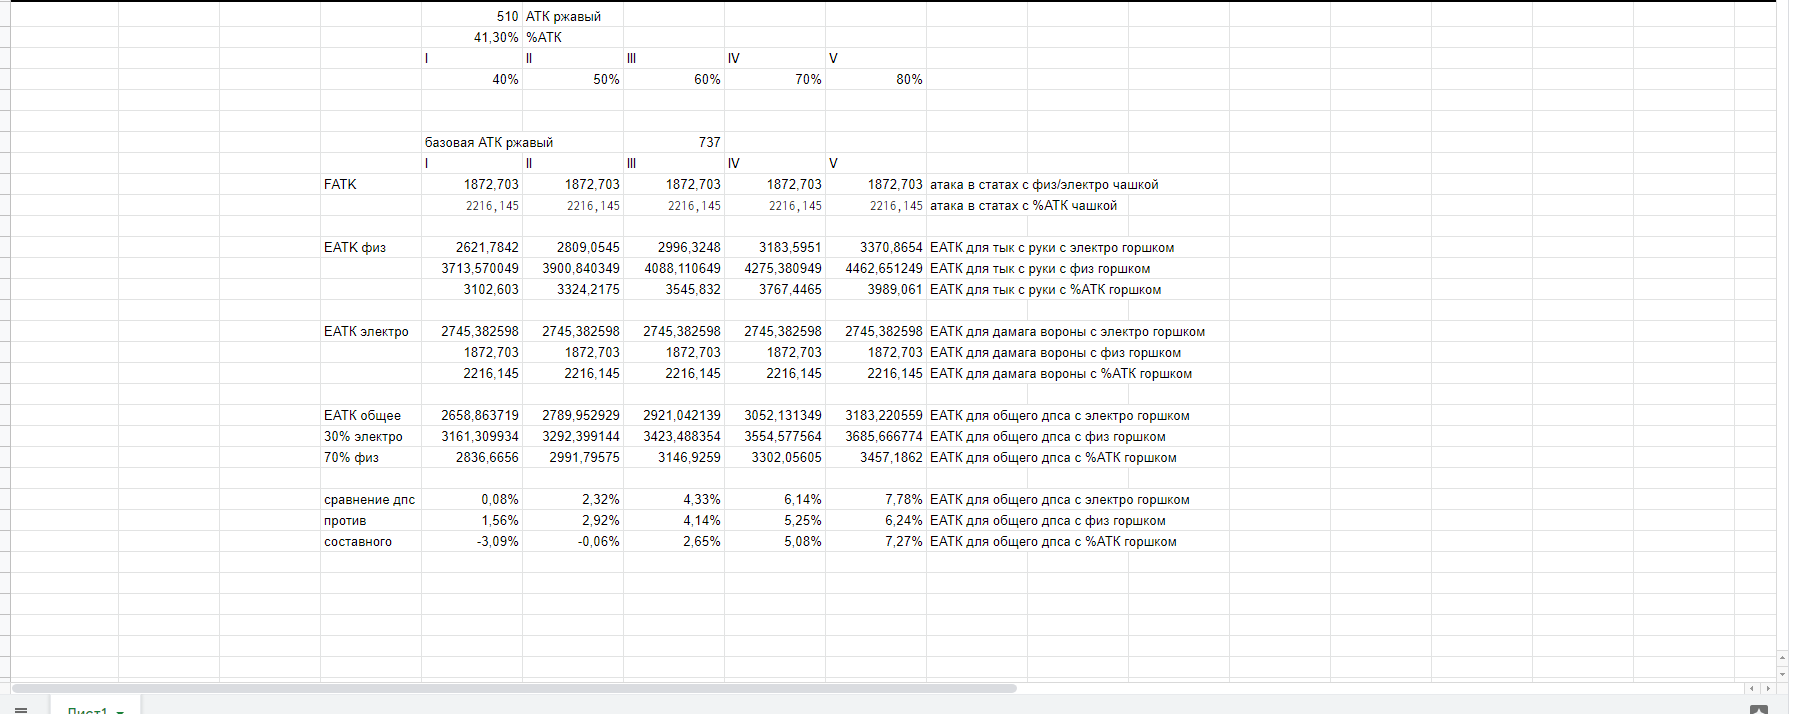 510 АТК ржавый
41,30% %АТК
I II III IV V
40% 50% 60% 70% 80%
базовая АТК ржавый 737
I II III IV V
FATK 1872,703 1872,703 1872,703 1872,703 1872,703 атака в статах с физ/электро чашкой
2216,145 2216,145 2216,145 2216,145 2216,145 атака в статах с %АТК чашкой
EATK физ 2621,7842 2809,0545 2996,3248 3183,5951 3370,8654 ЕАТК для тык с руки с электро горшком
3713,570049 3900,840349 4088,110649 4275,380949 4462,651249 ЕАТК для тык с руки с физ горшком
3102,603 3324,2175 3545,832 3767,4465 3989,061 ЕАТК для тык с руки с %АТК горшком
ЕАТК электро 2745,382598 2745,382598 2745,382598 2745,382598 2745,382598 ЕАТК для дамага вороны с электро горшком
1872,703 1872,703 1872,703 1872,703 1872,703 ЕАТК для дамага вороны с физ горшком
2216,145 2216,145 2216,145 2216,145 2216,145 ЕАТК для дамага вороны с %АТК горшком
ЕАТК общее 2658,863719 2789,952929 2921,042139 3052,131349 3183,220559 ЕАТК для общего дпса с электро горшком
30% электро 3161,309934 3292,399144 3423,488354 3554,577564 3685,666774 ЕАТК для общего дпса с физ горшком
70% физ 2836,6656 2991,79575 3146,9259 3302,05605 3457,1862 ЕАТК для общего дпса с %АТК горшком
сравнение дпс 0,08% 2,32% 4,33% 6,14% 7,78% ЕАТК для общего дпса с электро горшком
против 1,56% 2,92% 4,14% 5,25% 6,24% ЕАТК для общего дпса с физ горшком
составного -3,09% -0,06% 2,65% 5,08% 7,27% ЕАТК для общего дпса с %АТК горшком
Лист1